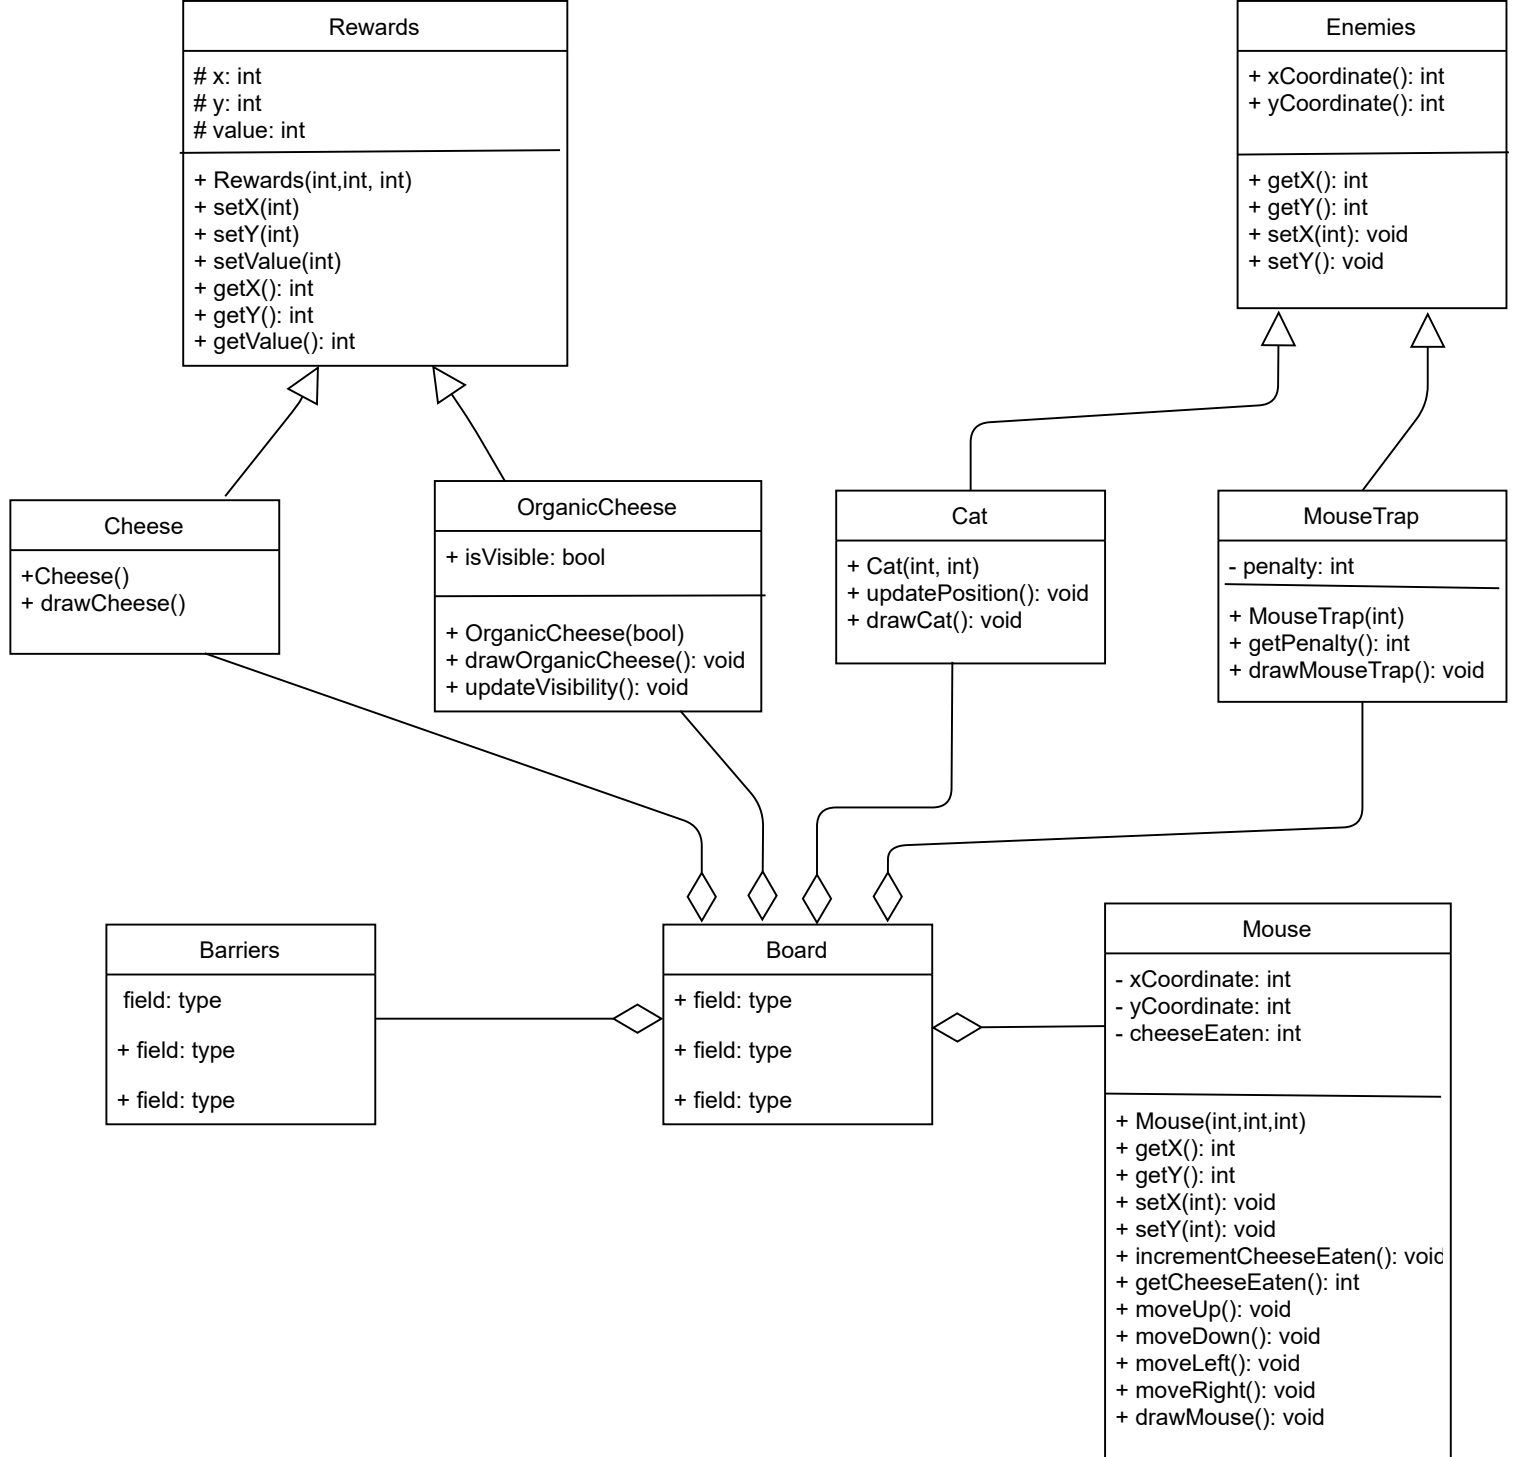 Rewards
# x: int
# y: int
# value: int
+ Rewards(int,int, int)
+ setX(int)
+ setY(int)
+ setValue(int)
+ getX(): int
+ getY(): int
+ getValue(): int
Enemies
+ xCoordinate(): int
+ yCoordinate(): int
+ getX(): int
+ getY(): int
+ setX(int): void
+ setY(): void
Cheese
+Cheese()
+ drawCheese()
OrganicCheese
+ isVisible: bool
+ OrganicCheese(bool)
+ drawOrganicCheese(): void
+ updateVisibility(): void
Cat
+ Cat(int, int)
+ updatePosition(): void
+ drawCat(): void
MouseTrap
- penalty: int
+ MouseTrap(int)
+ getPenalty(): int
+ drawMouseTrap(): void
Barriers
field: type
+ field: type
+ field: type
Board
+ field: type
+ field: type
+ field: type
Mouse
- xCoordinate: int
- yCoordinate: int
- cheeseEaten: int
+ Mouse(int,int,int)
+ getX(): int
+ getY(): int
+ setX(int): void
+ setY(int): void
+ incrementCheeseEaten(): void
+ getCheeseEaten(): int
+ moveUp(): void
+ moveDown(): void
+ moveLeft(): void
+ moveRight(): void
+ drawMouse(): void